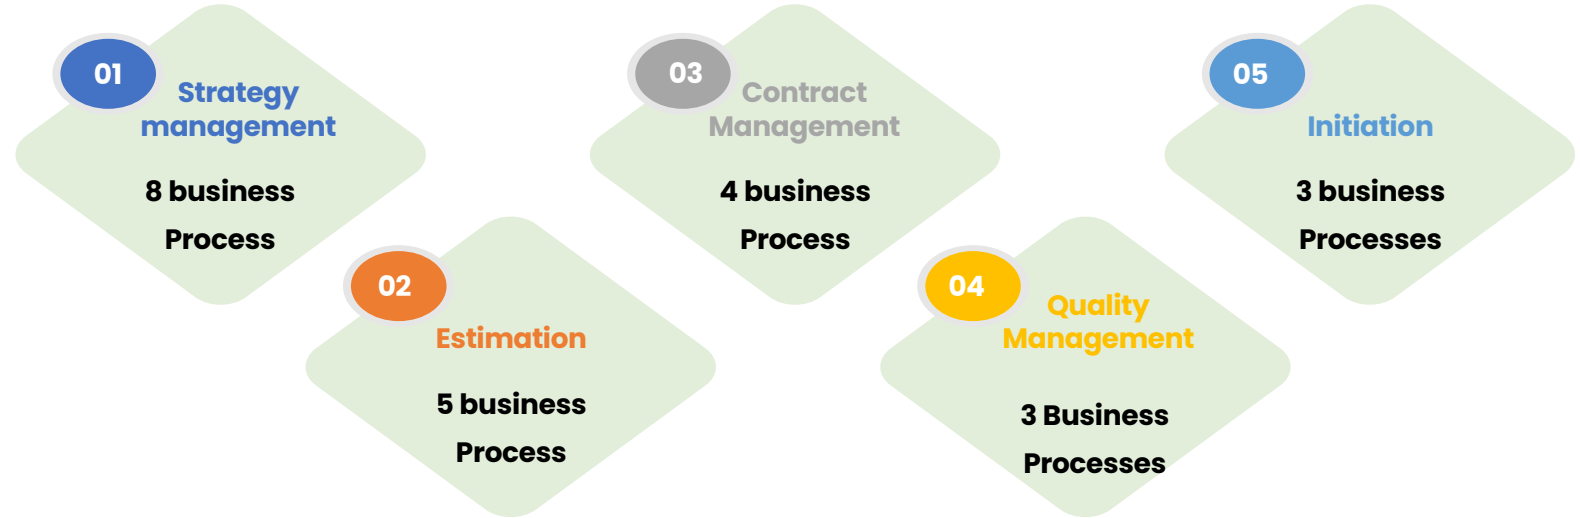 01
Strategy
management
8 business
Process
02
Estimation
5 business
Process
03
Contract
Management
4 business
Process
04
Quality
Management
3 Business
Processes
05
Initiation
3 business
Processes